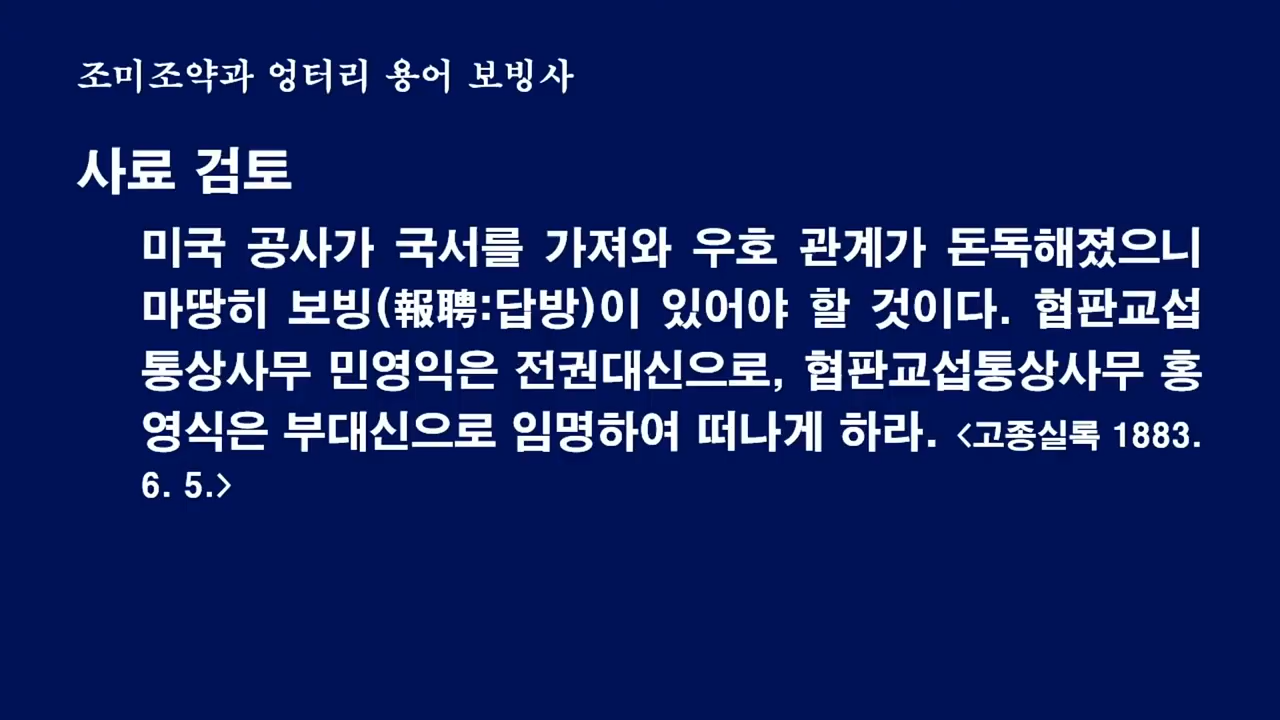 조미조약과 엉터리 용어 보빙사
사료 검토
미국 공사가 국서를 가져와 우호 관계가 돈독해졌으니
마땅히 보빙(報聘:답방)이 있어야 할 것이다. 협판교섭
통상사무 민영익은 전권대신으로, 협판교섭통상사무 홍
영식은 부대신으로 임명하여 떠나게 하라. <고종실록 1883.
6. 5.>